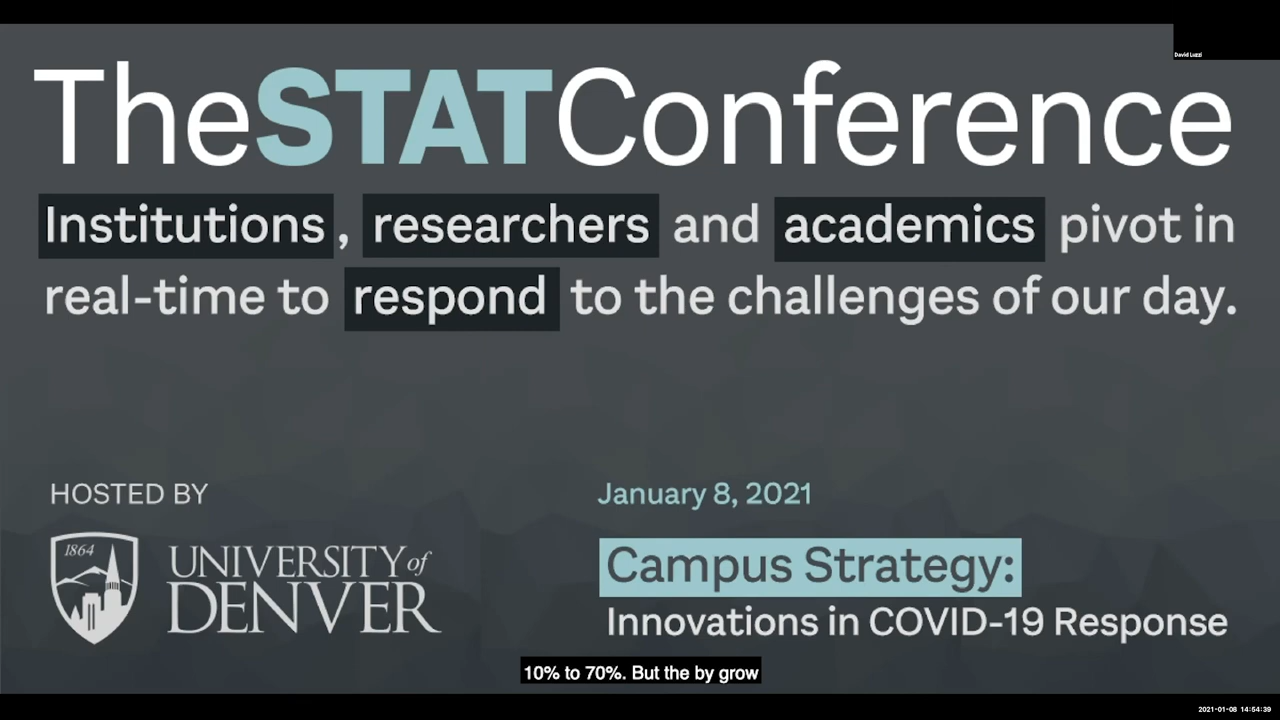 David Luzzi
TheSTATConference
Institutions, researchers and academics pivot in
real-time to respond to the challenges of our day.
HOSTED BY
1864
UNIVERSITY of
DENVER
January 8, 2021
Campus Strategy:
Innovations in COVID-19 Response
10% to 70%. But the by grow
2021-01-08 14:54:39